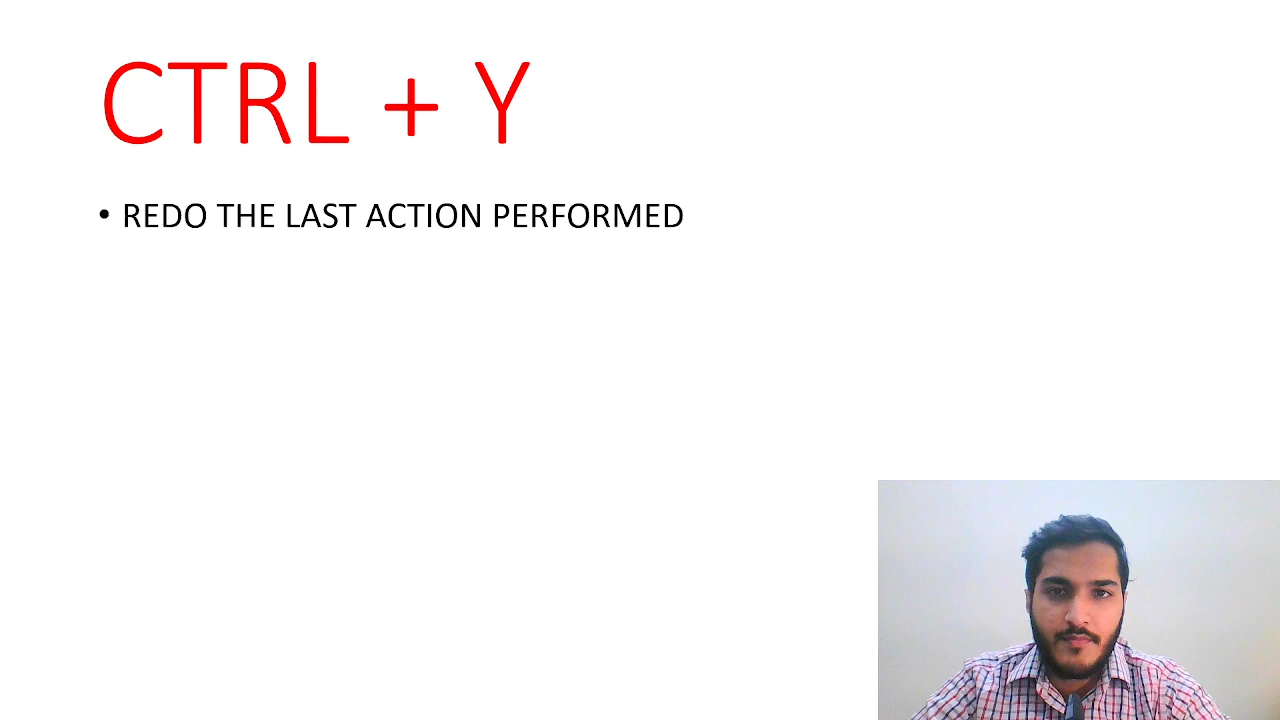 CTRL + Y
• REDO THE LAST ACTION PERFORMED